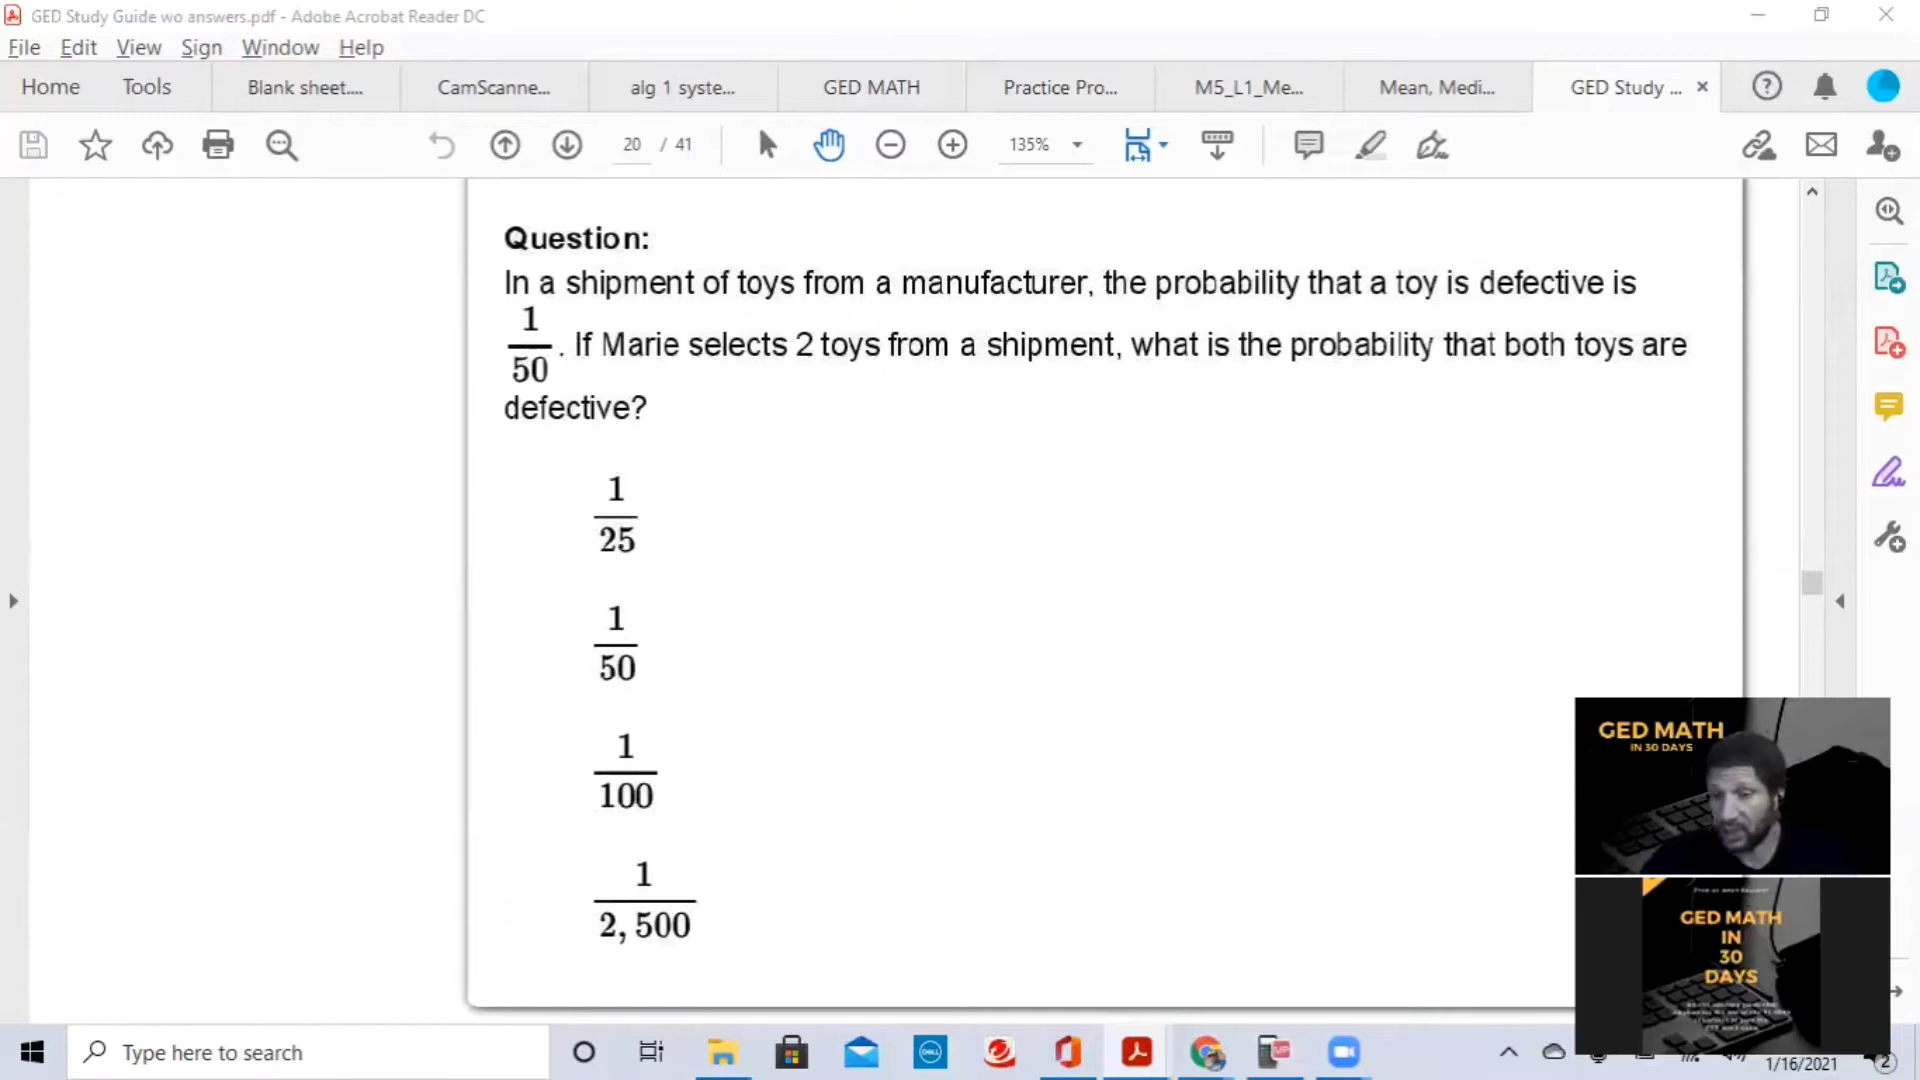 GED Study Guide wo answers.pdf - Adobe Acrobat Reader DC
File Edit View Sign Window Help
Home Tools Blank sheet.... CamScanne... alg 1 syste... GED MATH Practice Pro... M5_L1_Me... Mean, Medi... GED Study ... ×
20 / 41 135%
Question:
In a shipment of toys from a manufacturer, the probability that a toy is defective is
1
50 . If Marie selects 2 toys from a shipment, what is the probability that both toys are
defective?
1
25
1
50
1
100
1
2,500
GED MATH
IN 30 DAYS
GED MATH
IN
30
DAYS
Type here to search
DELL
1/16/2021
2